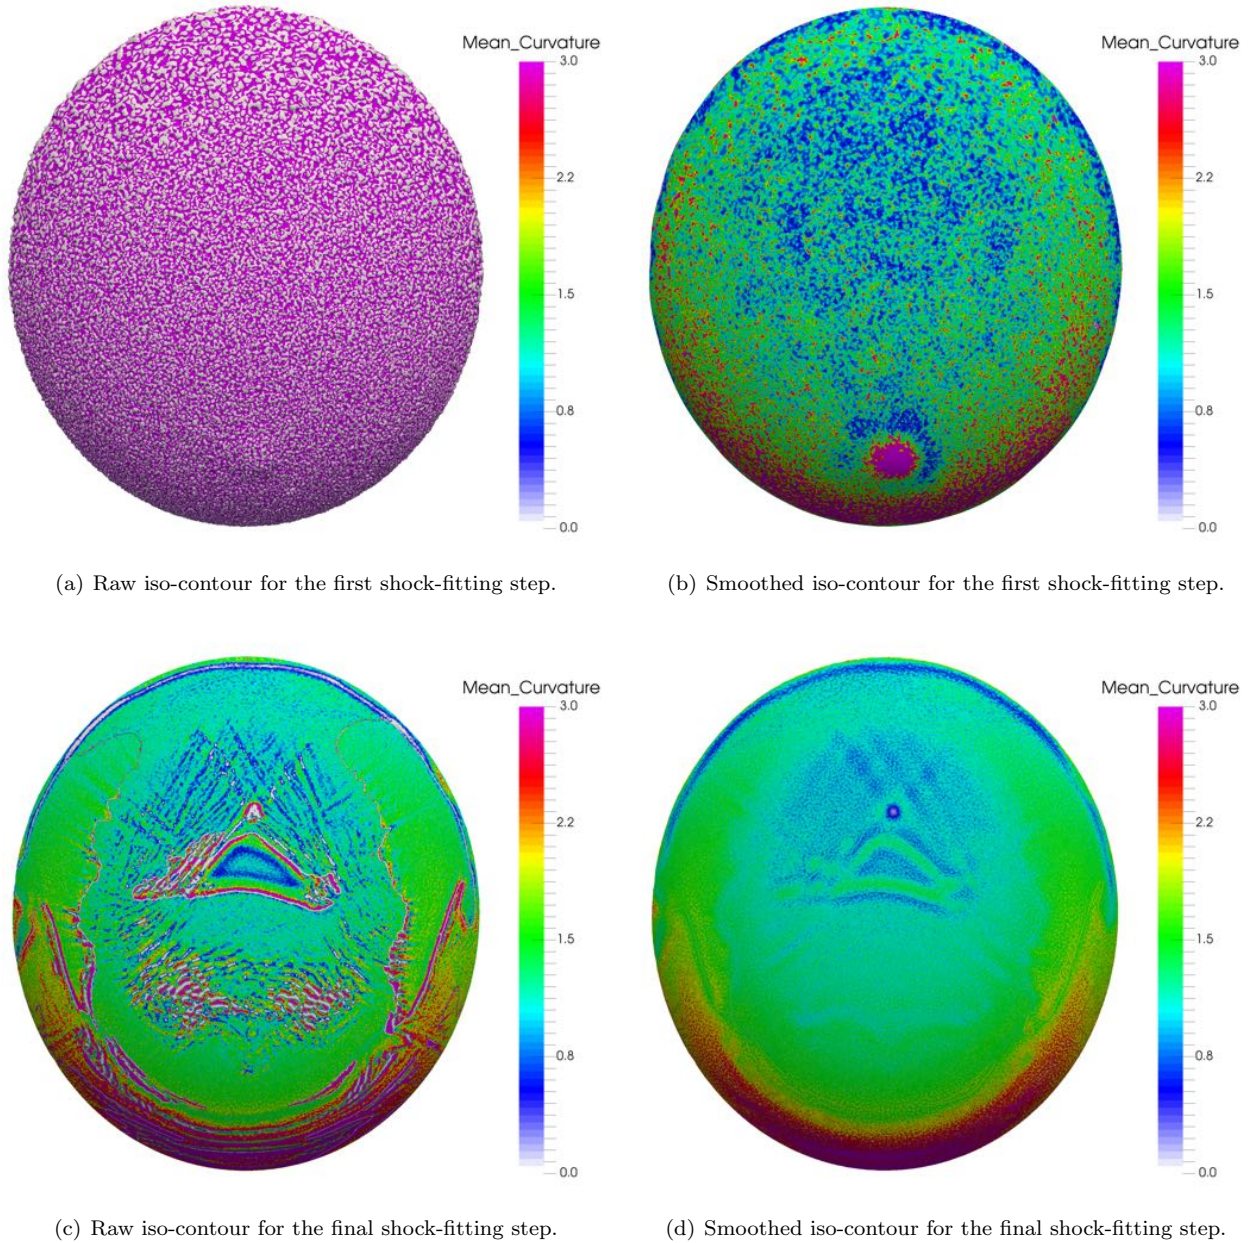 Mean_Curvature
3.0
2.2
1.5
0.8
0.0
Mean_Curvature
3.0
2.2
1.5
0.8
0.0
(a) Raw iso-contour for the first shock-fitting step.
(b) Smoothed iso-contour for the first shock-fitting step.
Mean_Curvature
3.0
2.2
1.5
0.8
0.0
Mean_Curvature
3.0
2.2
1.5
0.8
0.0
(c) Raw iso-contour for the final shock-fitting step.
(d) Smoothed iso-contour for the final shock-fitting step.